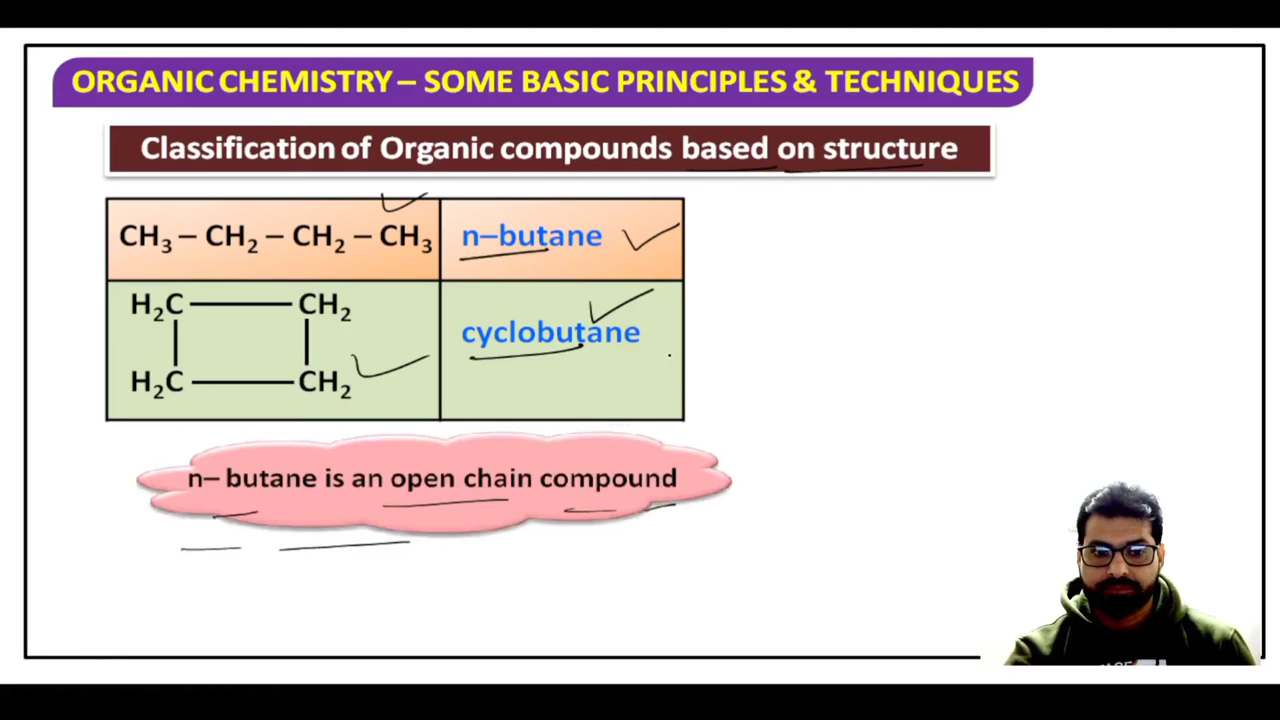 ORGANIC CHEMISTRY – SOME BASIC PRINCIPLES & TECHNIQUES
Classification of Organic compounds based on structure
CH₃ – CH₂ – CH₂ – CH₃ n–butane
H₂C CH₂
cyclobutane
H₂C CH₂
n– butane is an open chain compound